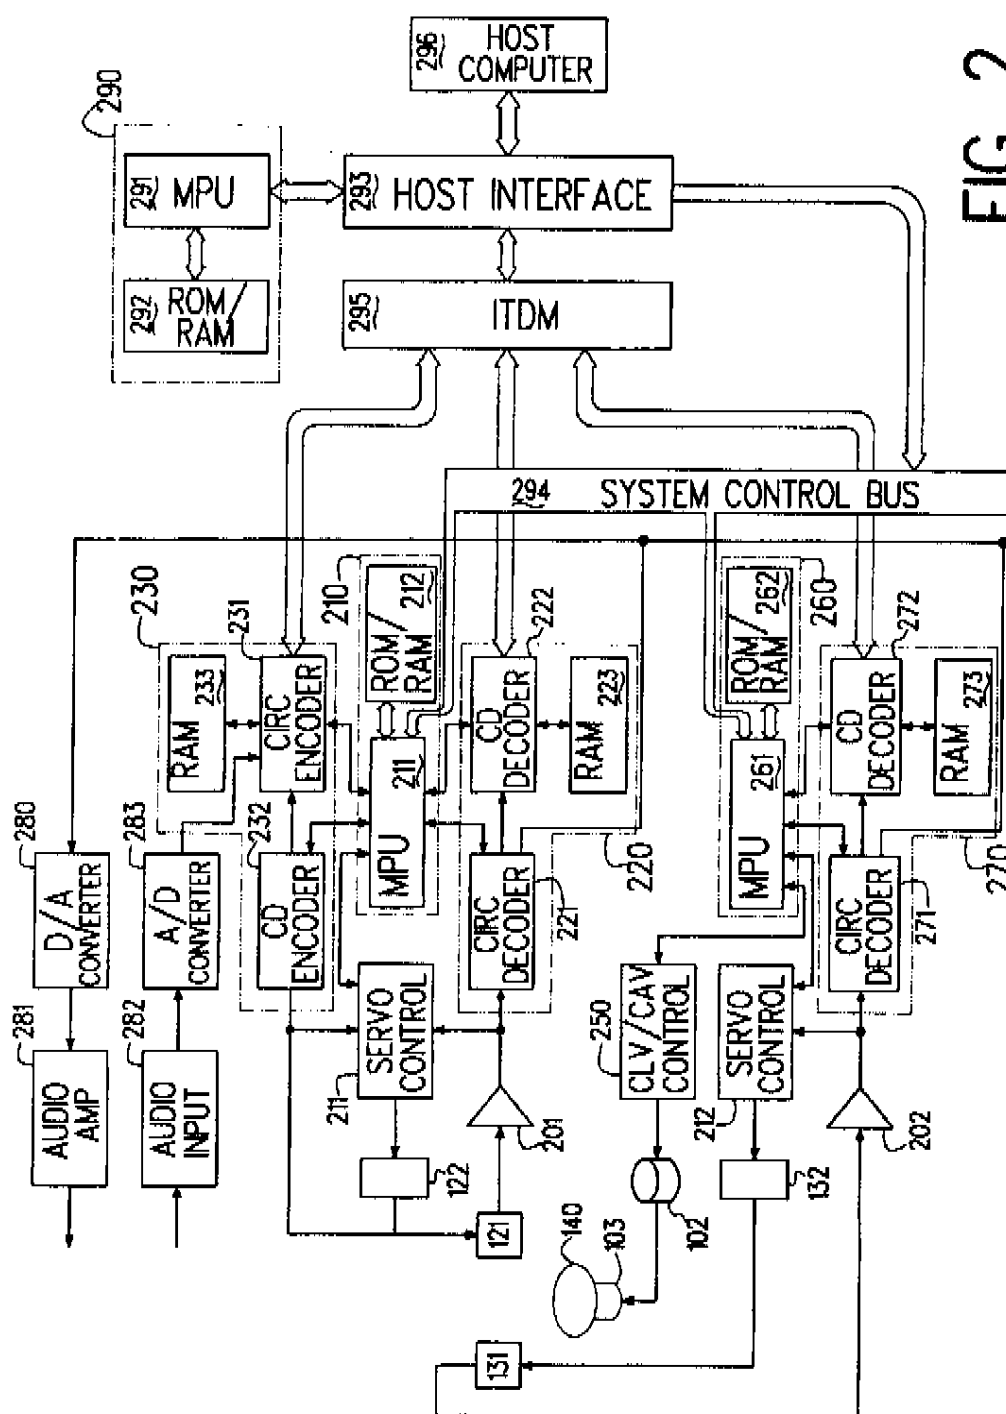 FIG. 2
HOST
COMPUTER
296
290
291
MPU
292
ROM/
RAM
293
HOST INTERFACE
295
ITDM
294
SYSTEM CONTROL BUS
230
231
CIRC
ENCODER
233
RAM
232
CD
ENCODER
210
ROM/
RAM
212
MPU
211
222
CD
DECODER
RAM
223
CIRC
DECODER
221
220
ROM/
RAM
262
260
MPU
261
272
CD
DECODER
RAM
273
CIRC
DECODER
271
270
280
D/A
CONVERTER
283
A/D
CONVERTER
281
AUDIO
AMP
282
AUDIO
INPUT
SERVO
CONTROL
211
201
122
121
250
CLV/CAV
CONTROL
SERVO
CONTROL
212
202
132
102
103
140
131